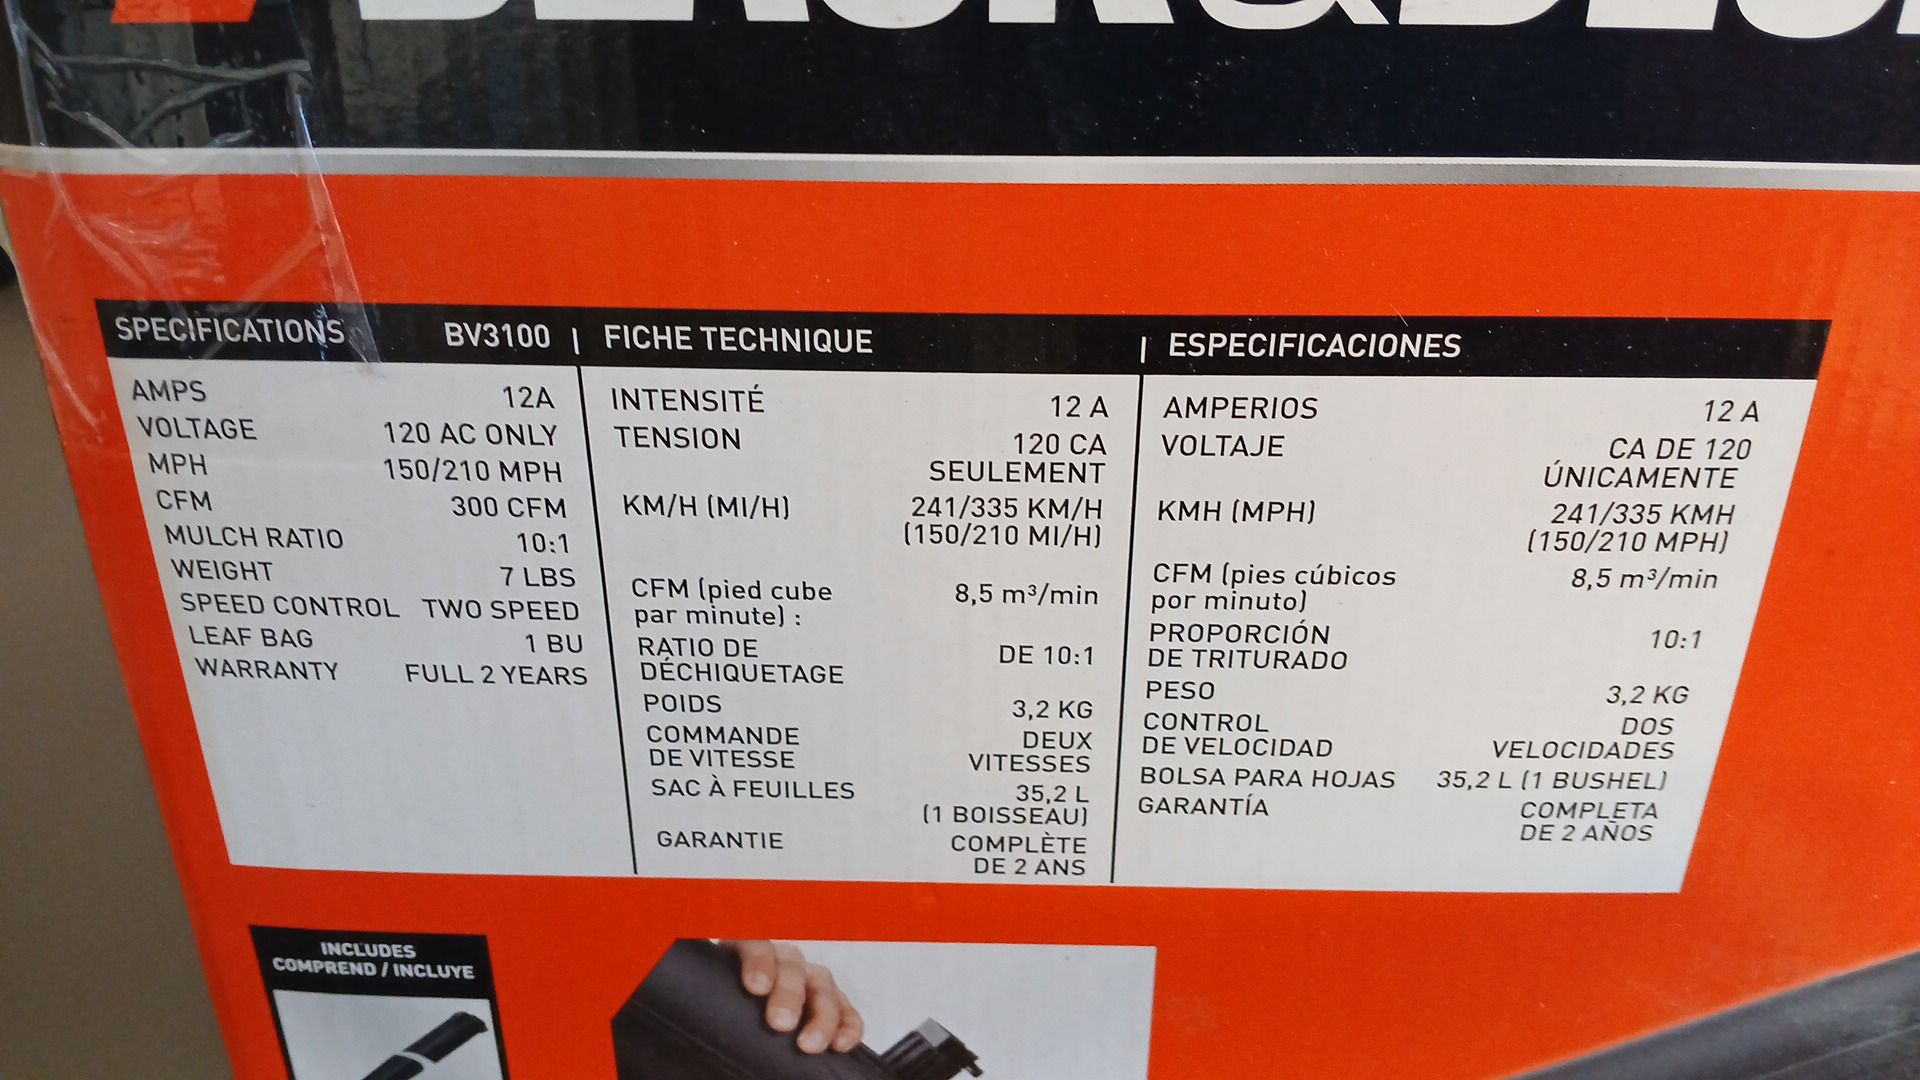 BLACK&DECK
SPECIFICATIONS BV3100 | FICHE TECHNIQUE | ESPECIFICACIONES
AMPS 12A
VOLTAGE 120 AC ONLY
MPH 150/210 MPH
CFM 300 CFM
MULCH RATIO 10:1
WEIGHT 7 LBS
SPEED CONTROL TWO SPEED
LEAF BAG 1 BU
WARRANTY FULL 2 YEARS
INTENSITÉ 12 A
TENSION 120 CA
SEULEMENT
KM/H (MI/H) 241/335 KM/H
(150/210 MI/H)
CFM (pied cube 8,5 m³/min
par minute) :
RATIO DE DE 10:1
DÉCHIQUETAGE
POIDS 3,2 KG
COMMANDE DEUX
DE VITESSE VITESSES
SAC À FEUILLES 35,2 L
(1 BOISSEAU)
GARANTIE COMPLÈTE
DE 2 ANS
AMPERIOS 12 A
VOLTAJE CA DE 120
ÚNICAMENTE
KMH (MPH) 241/335 KMH
(150/210 MPH)
CFM (pies cúbicos 8,5 m³/min
por minuto)
PROPORCIÓN 10:1
DE TRITURADO
PESO 3,2 KG
CONTROL DOS
DE VELOCIDAD VELOCIDADES
BOLSA PARA HOJAS 35,2 L (1 BUSHEL)
GARANTÍA COMPLETA
DE 2 AÑOS
INCLUDES
COMPREND / INCLUYE